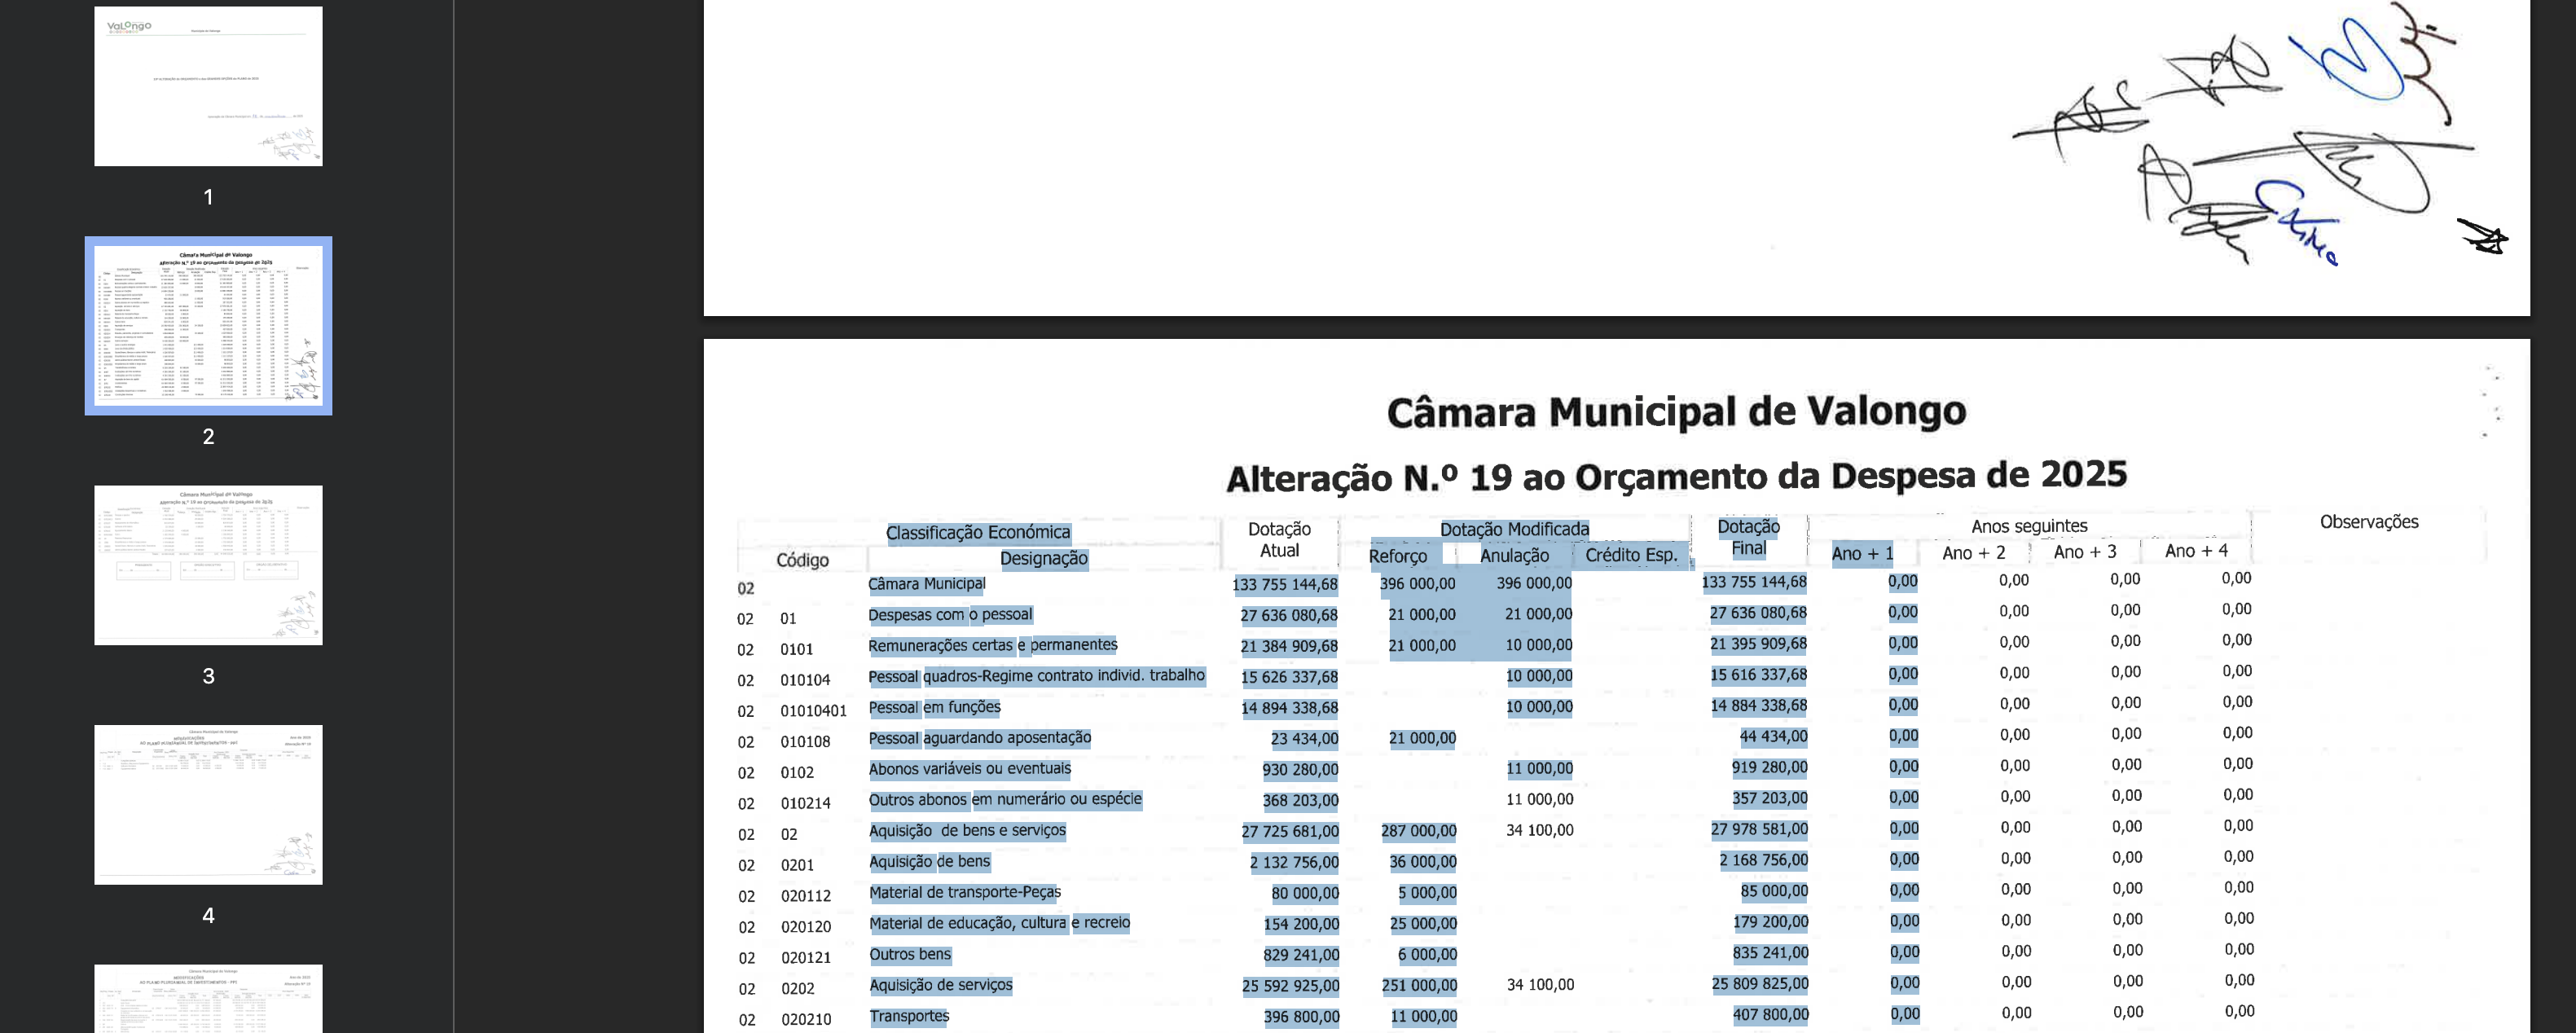 Valongo
1
2
3
4
Câmara Municipal de Valongo
Alteração N.º 19 ao Orçamento da Despesa de 2025
Classificação Económica Dotação Atual Dotação Modificada Dotação Final Anos seguintes Observações
Código Designação Reforço Anulação Crédito Esp. Ano + 1 Ano + 2 Ano + 3 Ano + 4
02 Câmara Municipal 133 755 144,68 396 000,00 396 000,00 133 755 144,68 0,00 0,00 0,00 0,00
02 01 Despesas com o pessoal 27 636 080,68 21 000,00 21 000,00 27 636 080,68 0,00 0,00 0,00 0,00
02 0101 Remunerações certas e permanentes 21 384 909,68 21 000,00 10 000,00 21 395 909,68 0,00 0,00 0,00 0,00
02 010104 Pessoal quadros-Regime contrato individ. trabalho 15 626 337,68 10 000,00 15 616 337,68 0,00 0,00 0,00 0,00
02 01010401 Pessoal em funções 14 894 338,68 10 000,00 14 884 338,68 0,00 0,00 0,00 0,00
02 010108 Pessoal aguardando aposentação 23 434,00 21 000,00 44 434,00 0,00 0,00 0,00 0,00
02 0102 Abonos variáveis ou eventuais 930 280,00 11 000,00 919 280,00 0,00 0,00 0,00 0,00
02 010214 Outros abonos em numerário ou espécie 368 203,00 11 000,00 357 203,00 0,00 0,00 0,00 0,00
02 02 Aquisição de bens e serviços 27 725 681,00 287 000,00 34 100,00 27 978 581,00 0,00 0,00 0,00 0,00
02 0201 Aquisição de bens 2 132 756,00 36 000,00 2 168 756,00 0,00 0,00 0,00 0,00
02 020112 Material de transporte-Peças 80 000,00 5 000,00 85 000,00 0,00 0,00 0,00 0,00
02 020120 Material de educação, cultura e recreio 154 200,00 25 000,00 179 200,00 0,00 0,00 0,00 0,00
02 020121 Outros bens 829 241,00 6 000,00 835 241,00 0,00 0,00 0,00 0,00
02 0202 Aquisição de serviços 25 592 925,00 251 000,00 34 100,00 25 809 825,00 0,00 0,00 0,00 0,00
02 020210 Transportes 396 800,00 11 000,00 407 800,00 0,00 0,00 0,00 0,00